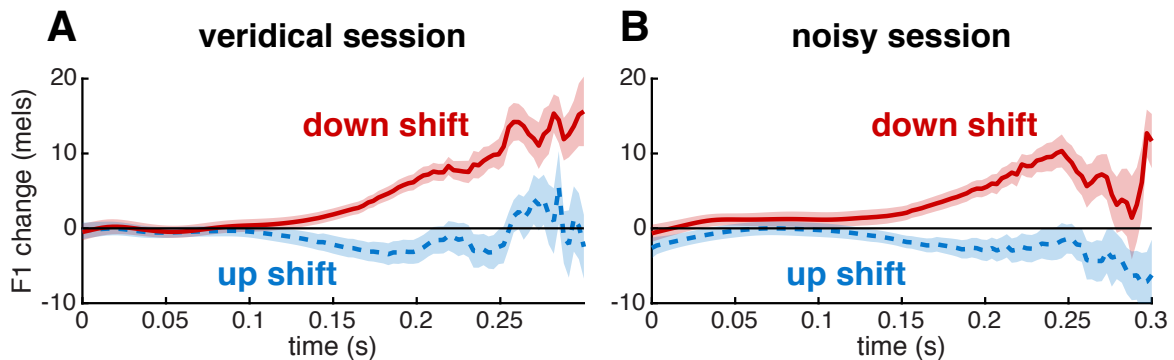 A veridical session
B noisy session
F1 change (mels)
20
10
0
-10
down shift
up shift
0 0.05 0.1 0.15 0.2 0.25
time (s)
20
10
0
-10
down shift
up shift
0 0.05 0.1 0.15 0.2 0.25 0.3
time (s)